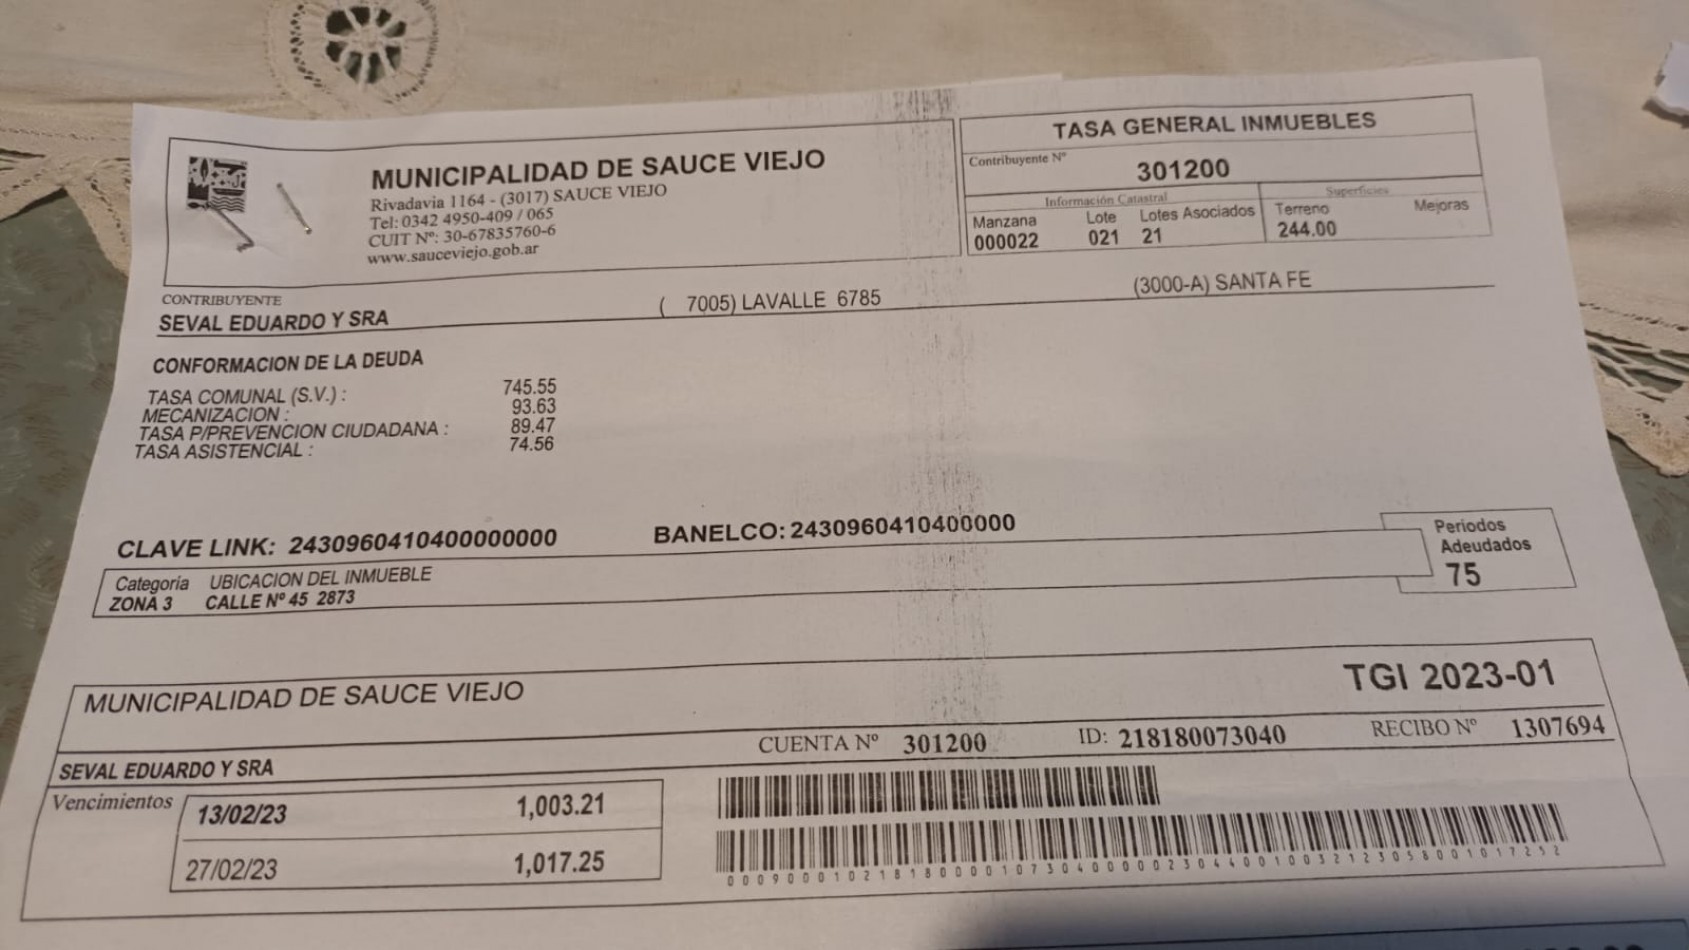 MUNICIPALIDAD DE SAUCE VIEJO
Rivadavia 1164 - (3017) SAUCE VIEJO
Tel: 0342 4950-409 / 065
CUIT Nº: 30-67835760-6
www.sauceviejo.gob.ar
TASA GENERAL INMUEBLES
Contribuyente Nº
301200
Información Catastral
Superficies
Manzana Lote Lotes Asociados Terreno Mejoras
000022 021 21 244.00
CONTRIBUYENTE
SEVAL EDUARDO Y SRA ( 7005) LAVALLE 6785 (3000-A) SANTA FE
CONFORMACION DE LA DEUDA
TASA COMUNAL (S.V.) : 745.55
MECANIZACION : 93.63
TASA P/PREVENCION CIUDADANA : 89.47
TASA ASISTENCIAL : 74.56
CLAVE LINK: 2430960410400000000 BANELCO: 2430960410400000
Periodos
Adeudados
75
Categoría UBICACION DEL INMUEBLE
ZONA 3 CALLE Nº 45 2873
MUNICIPALIDAD DE SAUCE VIEJO TGI 2023-01
CUENTA Nº 301200 ID: 218180073040 RECIBO Nº 1307694
SEVAL EDUARDO Y SRA
Vencimientos 13/02/23 1,003.21
27/02/23 1,017.25